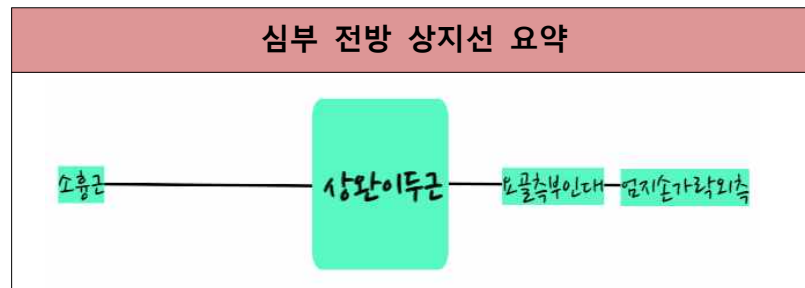 심부 전방 상지선 요약
소흉근
상완이두근
요골측부인대
엄지손가락외측